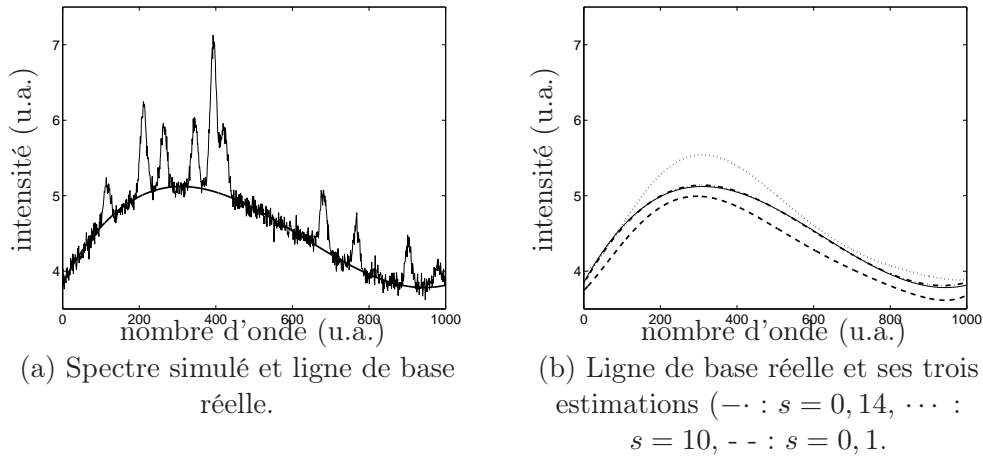 7
6
5
4
intensité (u.a.)
0 200 400 600 800 1000
nombre d'onde (u.a.)
(a) Spectre simulé et ligne de base
réelle.
7
6
5
4
intensité (u.a.)
0 200 400 600 800 1000
nombre d'onde (u.a.)
(b) Ligne de base réelle et ses trois
estimations (−· : s = 0, 14, ··· :
s = 10, - - : s = 0, 1.